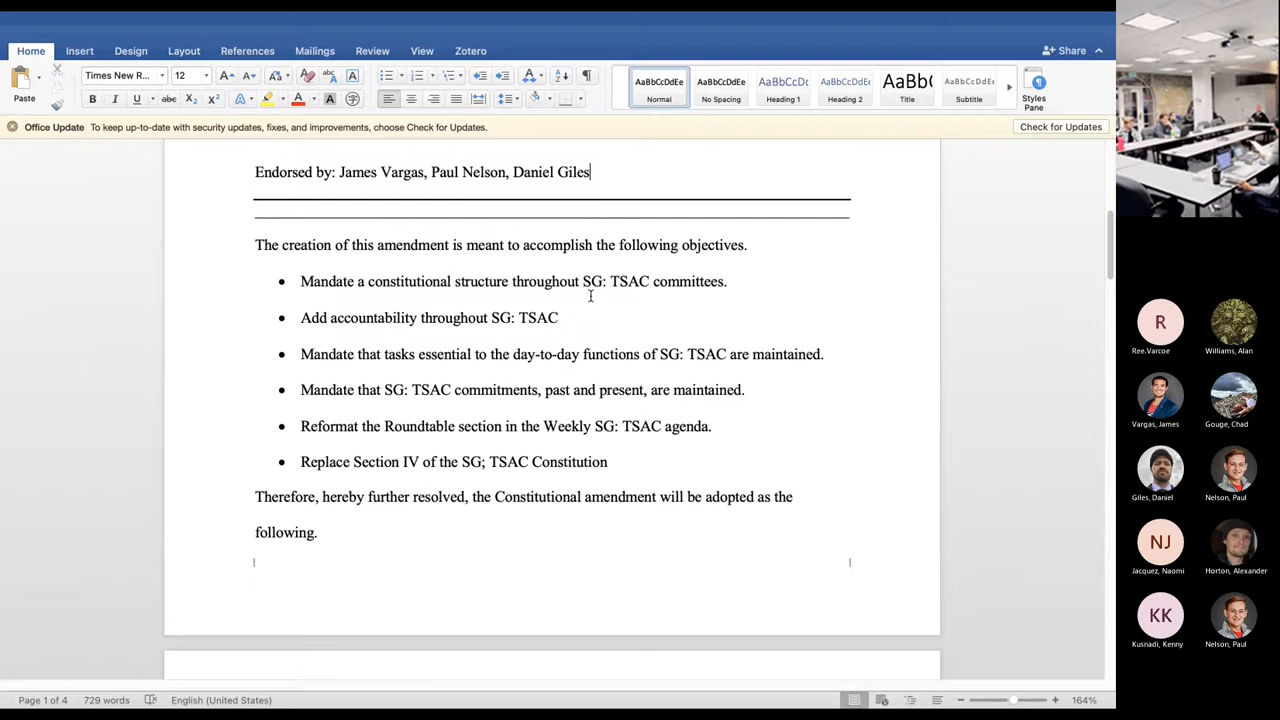 Home Insert Design Layout References Mailings Review View Zotero Share
Times New R... 12
Paste
AaBbCcDdEe AaBbCcDdEe AaBbCcDc AaBbCcDdEe AaBb( AaBbCcDdEe
Normal No Spacing Heading 1 Heading 2 Title Subtitle Styles Pane
Office Update To keep up-to-date with security updates, fixes, and improvements, choose Check for Updates. Check for Updates
Endorsed by: James Vargas, Paul Nelson, Daniel Giles
The creation of this amendment is meant to accomplish the following objectives.
• Mandate a constitutional structure throughout SG: TSAC committees.
• Add accountability throughout SG: TSAC
• Mandate that tasks essential to the day-to-day functions of SG: TSAC are maintained.
• Mandate that SG: TSAC commitments, past and present, are maintained.
• Reformat the Roundtable section in the Weekly SG: TSAC agenda.
• Replace Section IV of the SG; TSAC Constitution
Therefore, hereby further resolved, the Constitutional amendment will be adopted as the
following.
Page 1 of 4 729 words English (United States) 164%
R
Ree.Varcoe Williams, Alan
Vargas, James Gouge, Chad
Giles, Daniel Nelson, Paul
NJ
Jacquez, Naomi Horton, Alexander
KK
Kusnadi, Kenny Nelson, Paul